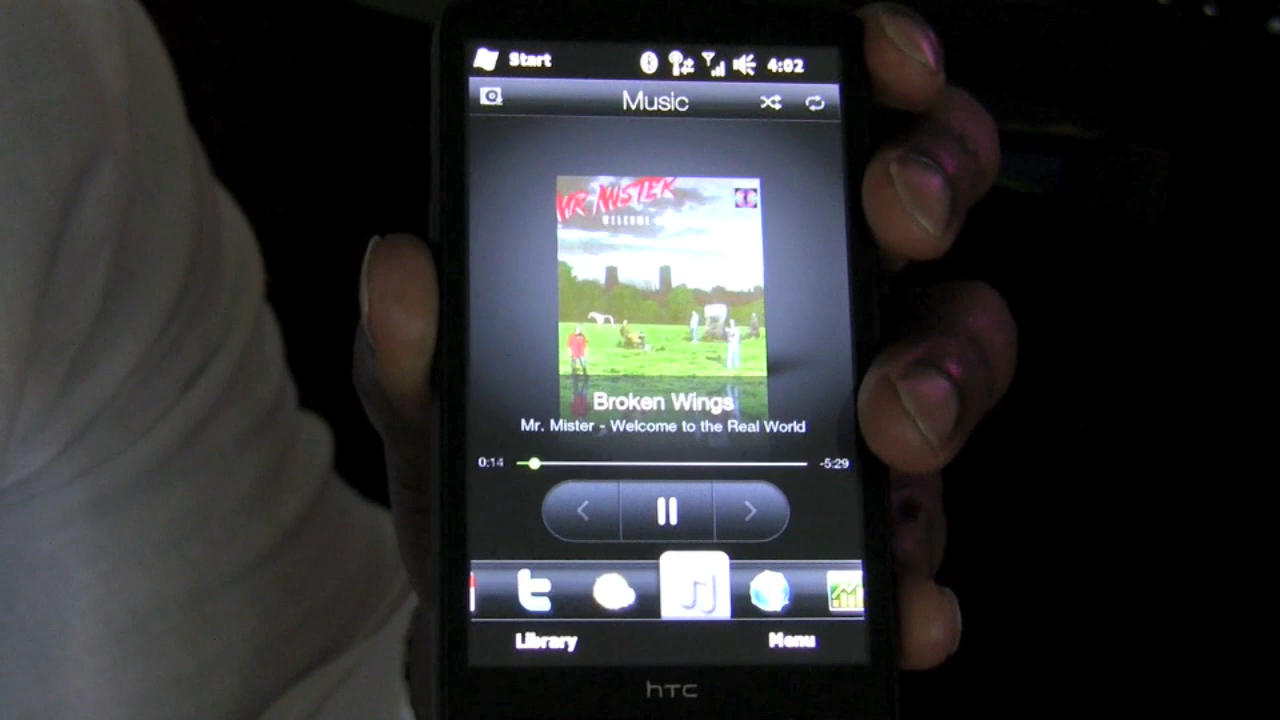 Start 4:02
Music
MR MISTER
WELCOME
Broken Wings
Mr. Mister - Welcome to the Real World
0:14 -5:29
Library Menu
hTC